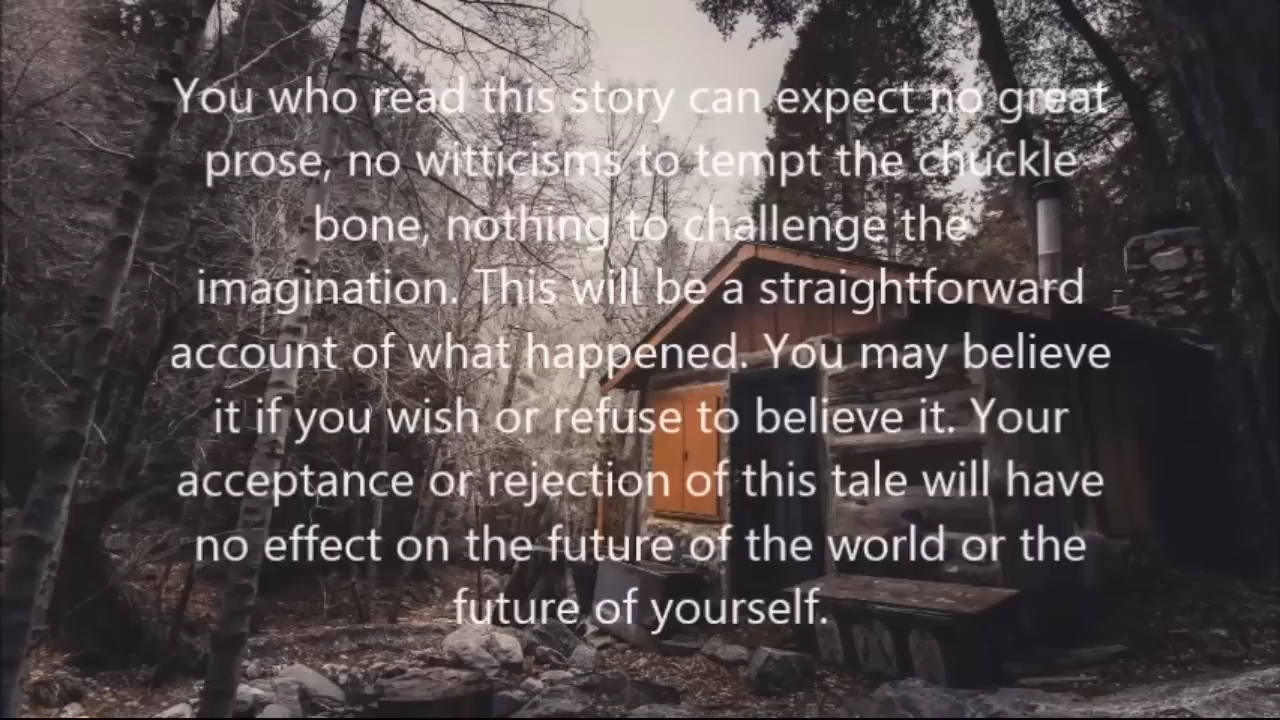 You who read this story can expect no great
prose, no witticisms to tempt the chuckle
bone, nothing to challenge the
imagination. This will be a straightforward
account of what happened. You may believe
it if you wish or refuse to believe it. Your
acceptance or rejection of this tale will have
no effect on the future of the world or the
future of yourself.